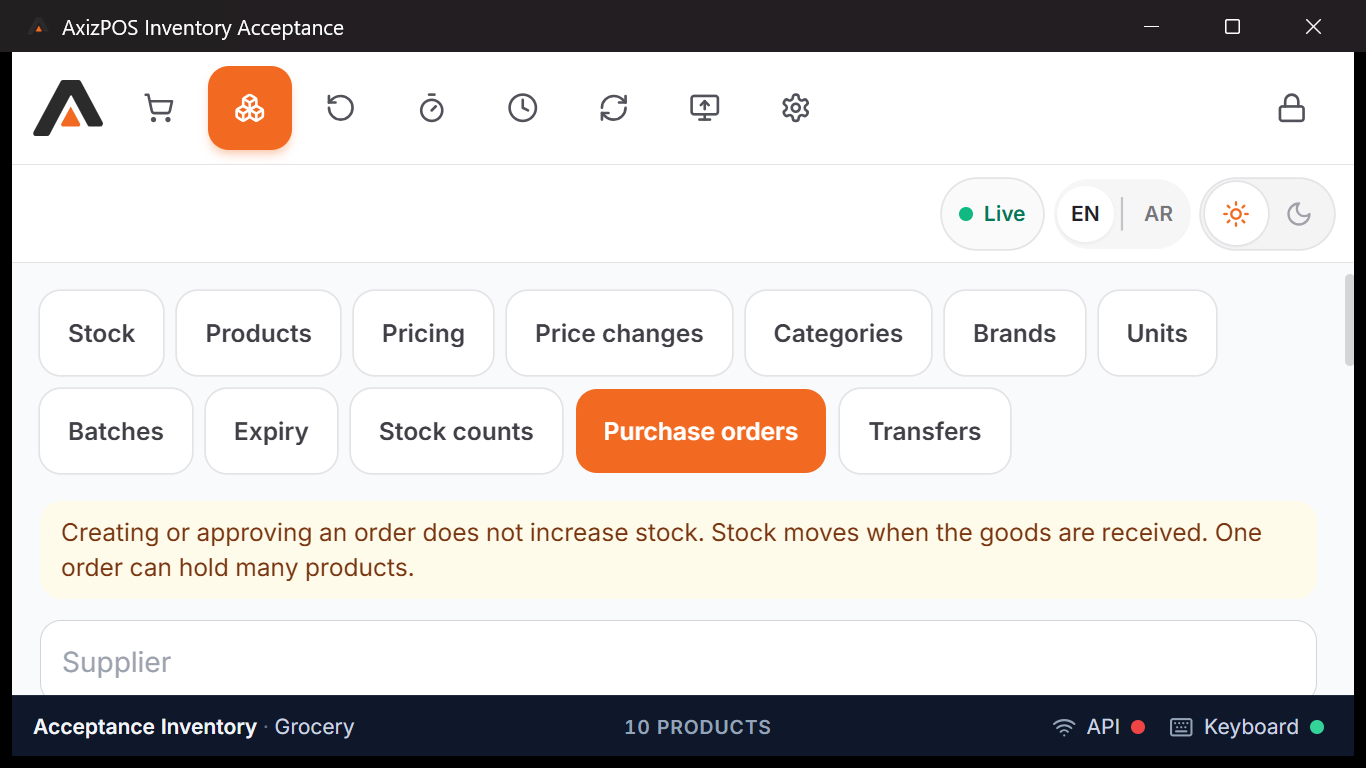 AxizPOS Inventory Acceptance
Live
EN
AR
Stock
Products
Pricing
Price changes
Categories
Brands
Units
Batches
Expiry
Stock counts
Purchase orders
Transfers
Creating or approving an order does not increase stock. Stock moves when the goods are received. One
order can hold many products.
Supplier
Acceptance Inventory · Grocery
10 PRODUCTS
API
Keyboard